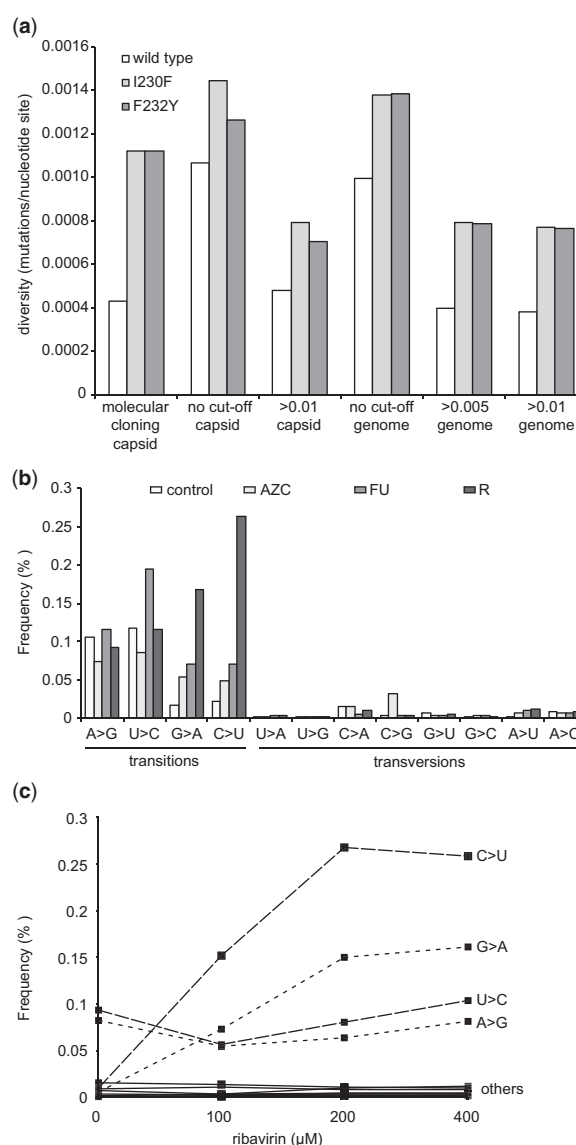 (a)
0.0016
0.0014
0.0012
0.0010
0.0008
0.0006
0.0004
0.0002
0
diversity (mutations/nucleotide site)
wild type
I230F
F232Y
molecular cloning capsid
no cut-off capsid
>0.01 capsid
no cut-off genome
>0.005 genome
>0.01 genome
(b)
0.3
0.25
0.2
0.15
0.1
0.05
0
Frequency (% )
control AZC FU R
A>G U>C G>A C>U U>A U>G C>A C>G G>U G>C A>U A>C
transitions transversions
(c)
0.3
0.25
0.2
0.15
0.1
0.05
0
Frequency (% )
C>U
G>A
U>C
A>G
others
0 100 200 400
ribavirin (µM)